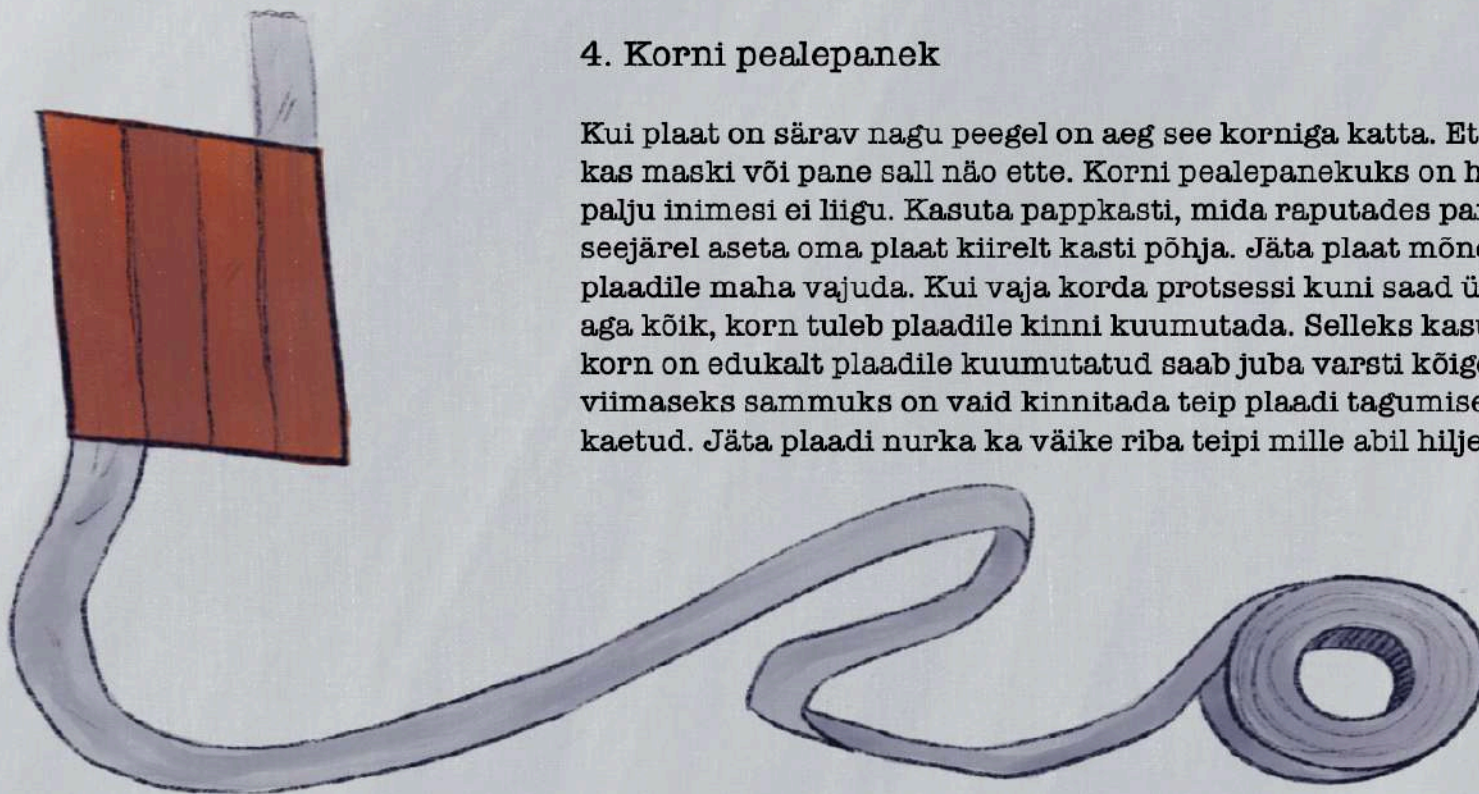 4. Korni pealepanek
Kui plaat on särav nagu peegel on aeg see korniga katta. Et
kas maski või pane sall näo ette. Korni pealepanekuks on h
palju inimesi ei liigu. Kasuta pappkasti, mida raputades pa
seejärel aseta oma plaat kiirelt kasti põhja. Jäta plaat mõne
plaadile maha vajuda. Kui vaja korda protsessi kuni saad ü
aga kõik, korn tuleb plaadile kinni kuumutada. Selleks kasu
korn on edukalt plaadile kuumutatud saab juba varsti kõige
viimaseks sammuks on vaid kinnitada teip plaadi tagumise
kaetud. Jäta plaadi nurka ka väike riba teipi mille abil hilje